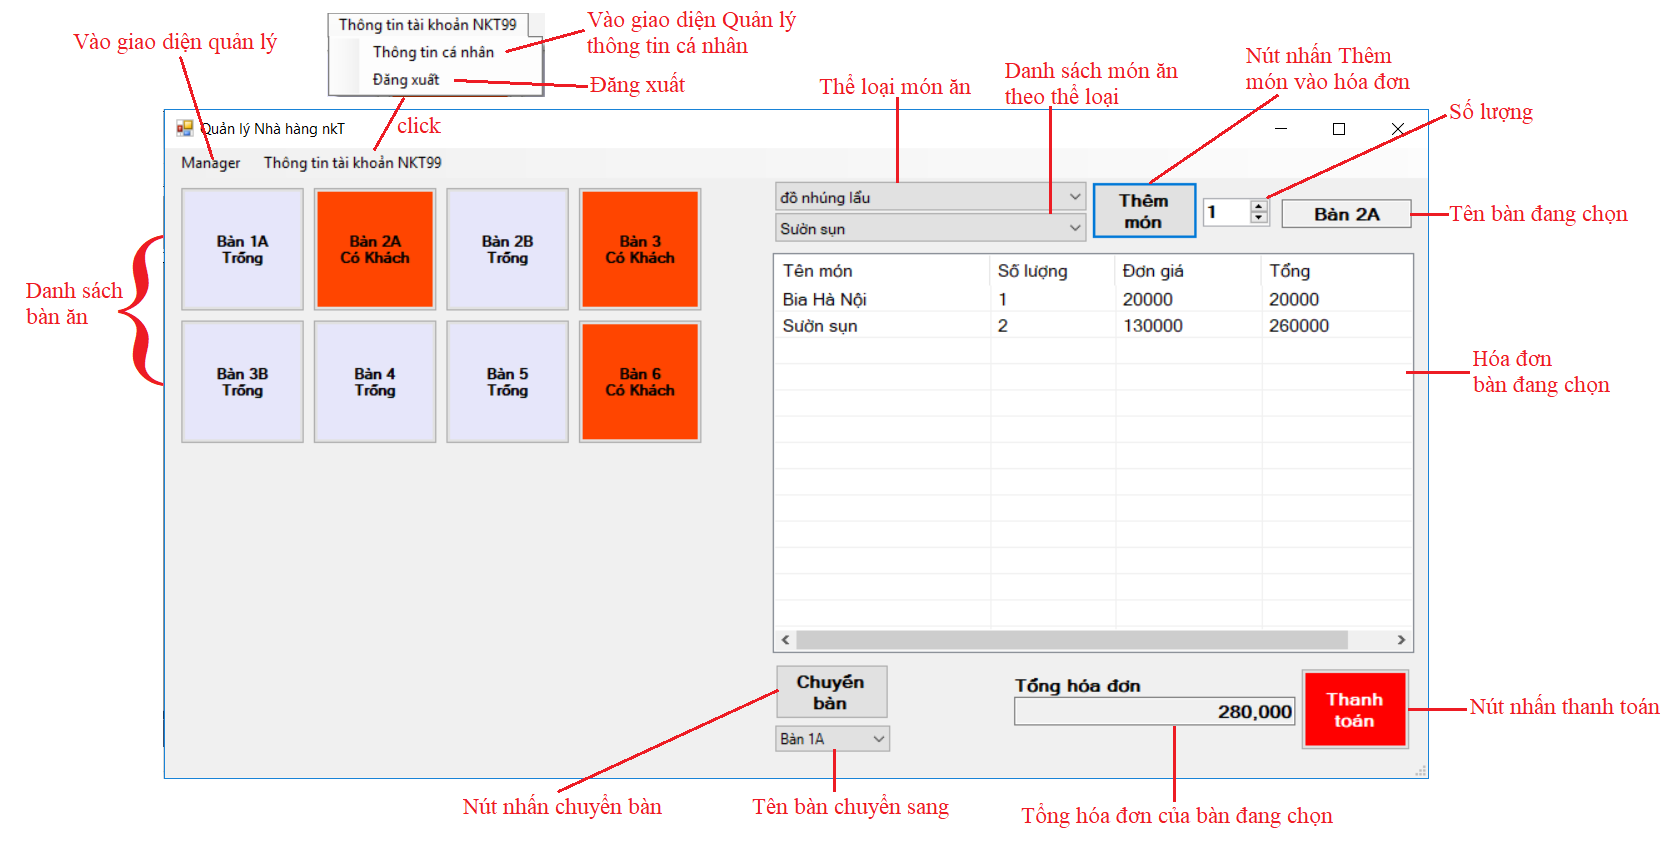 Vào giao diện quản lý
Thông tin tài khoản NKT99
Thông tin cá nhân
Đăng xuất
Vào giao diện Quản lý
thông tin cá nhân
Đăng xuất
click
Thể loại món ăn
Danh sách món ăn
theo thể loại
Nút nhấn Thêm
món vào hóa đơn
Số lượng
Quản lý Nhà hàng nkT
Manager
Thông tin tài khoản NKT99
Danh sách
bàn ăn
Bàn 1A
Trống
Bàn 2A
Có Khách
Bàn 2B
Trống
Bàn 3
Có Khách
Bàn 3B
Trống
Bàn 4
Trống
Bàn 5
Trống
Bàn 6
Có Khách
đồ nhúng lẩu
Sườn sụn
Thêm
món
1
Bàn 2A
Tên bàn đang chọn
Tên món Số lượng Đơn giá Tổng
Bia Hà Nội 1 20000 20000
Sườn sụn 2 130000 260000
Hóa đơn
bàn đang chọn
Chuyển
bàn
Bàn 1A
Tổng hóa đơn
280,000
Thanh
toán
Nút nhấn thanh toán
Nút nhấn chuyển bàn
Tên bàn chuyển sang
Tổng hóa đơn của bàn đang chọn